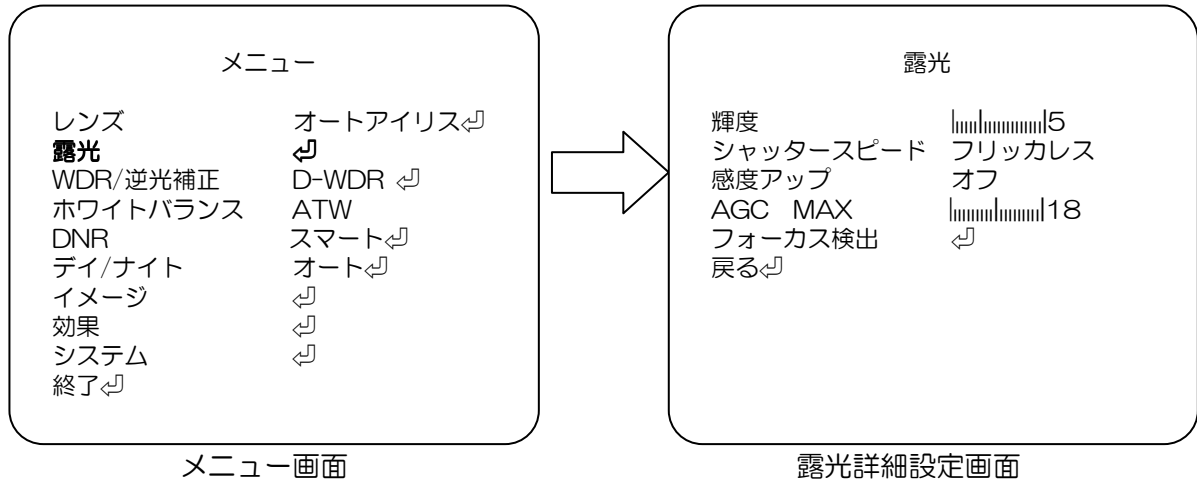 メニュー
レンズ オートアイリス⏎
露光 ⏎
WDR/逆光補正 D-WDR ⏎
ホワイトバランス ATW
DNR スマート⏎
デイ/ナイト オート⏎
イメージ ⏎
効果 ⏎
システム ⏎
終了⏎
メニュー画面
露光
輝度 5
シャッタースピード フリッカレス
感度アップ オフ
AGC MAX 18
フォーカス検出 ⏎
戻る⏎
露光詳細設定画面